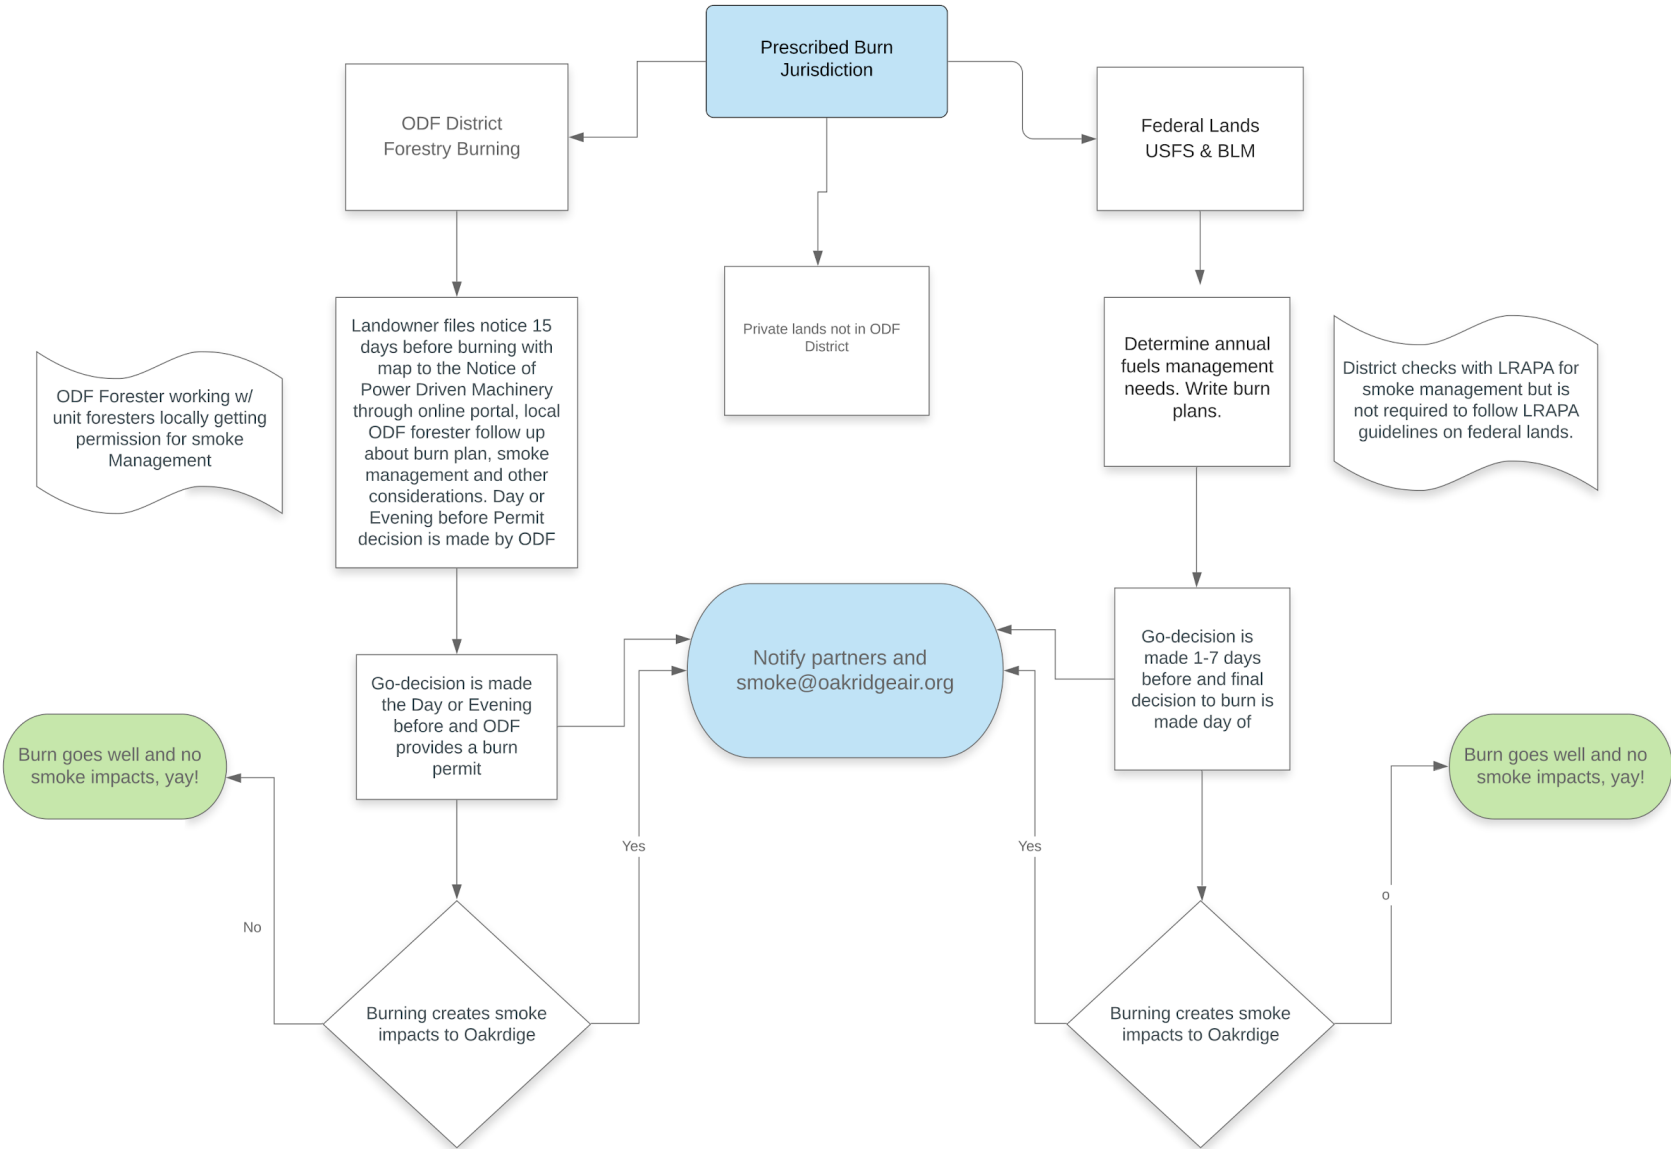 Prescribed Burn
Jurisdiction
ODF District
Forestry Burning
Federal Lands
USFS & BLM
Private lands not in ODF
District
Landowner files notice 15
days before burning with
map to the Notice of
Power Driven Machinery
through online portal, local
ODF forester follow up
about burn plan, smoke
management and other
considerations. Day or
Evening before Permit
decision is made by ODF
ODF Forester working w/
unit foresters locally getting
permission for smoke
Management
Determine annual
fuels management
needs. Write burn
plans.
District checks with LRAPA for
smoke management but is
not required to follow LRAPA
guidelines on federal lands.
Go-decision is made
the Day or Evening
before and ODF
provides a burn
permit
Notify partners and
smoke@oakridgeair.org
Go-decision is
made 1-7 days
before and final
decision to burn is
made day of
Burn goes well and no
smoke impacts, yay!
Burn goes well and no
smoke impacts, yay!
Yes
Yes
No
o
Burning creates smoke
impacts to Oakrdige
Burning creates smoke
impacts to Oakrdige